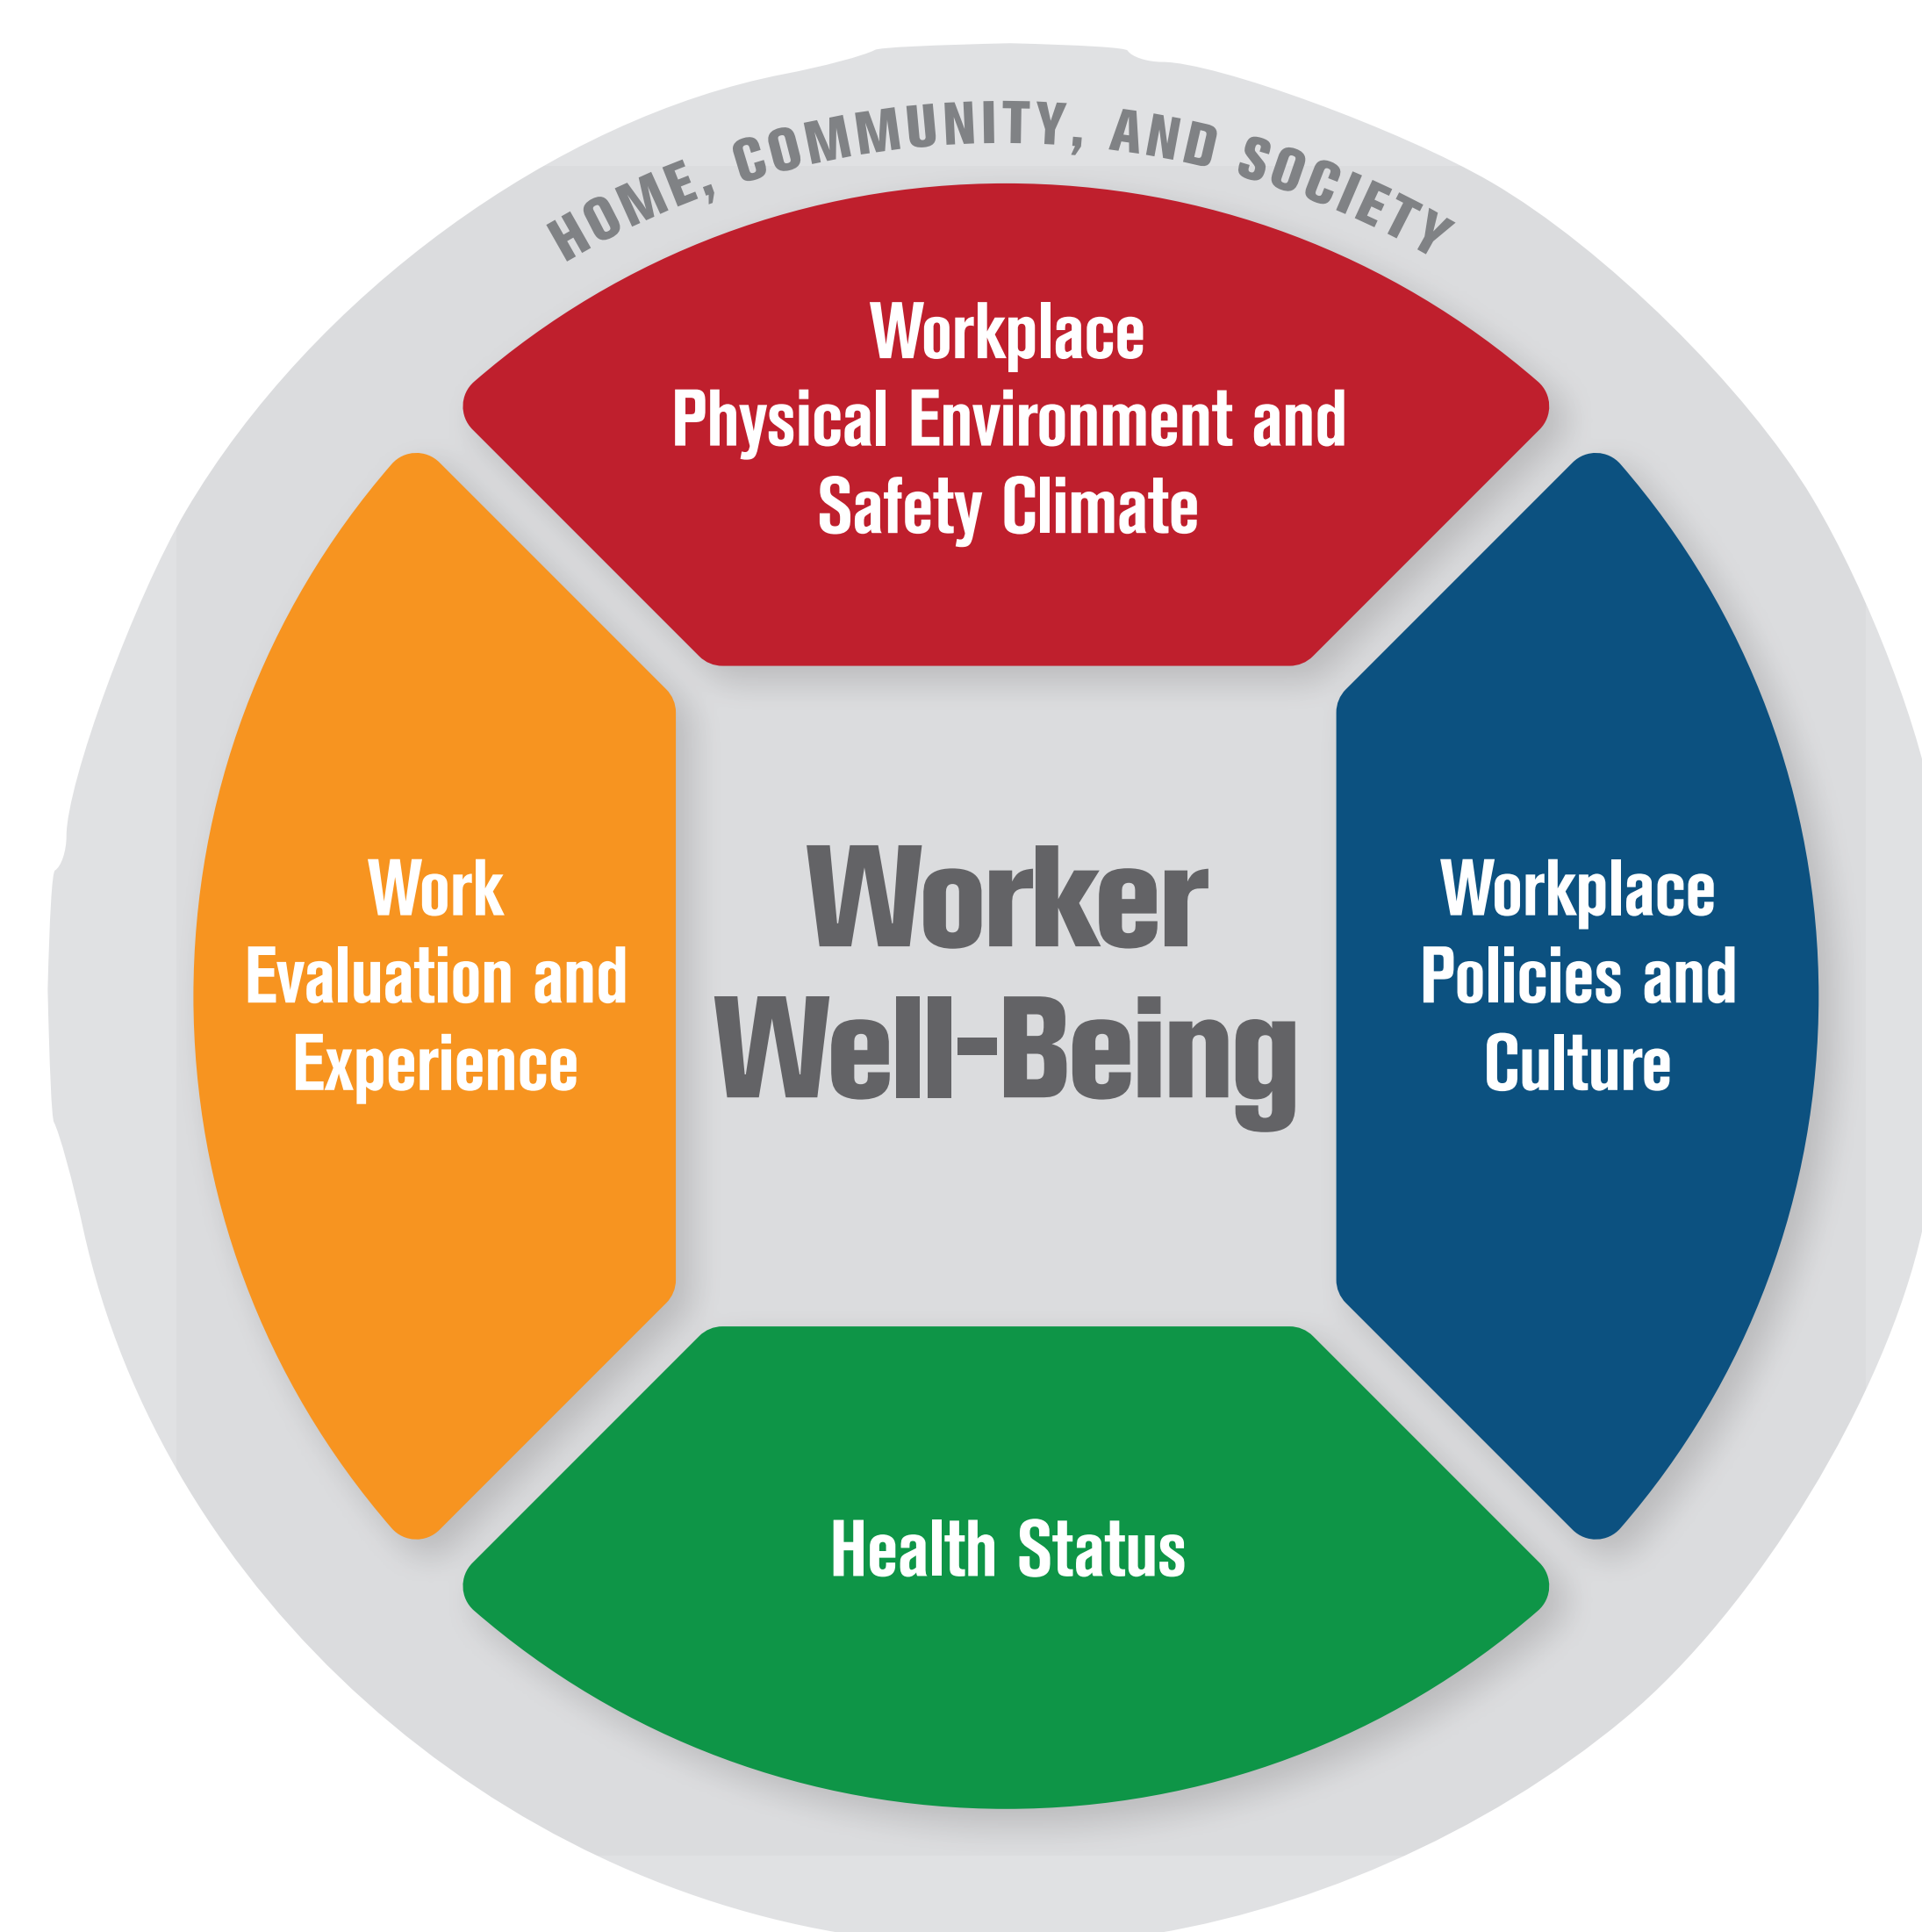 HOME, COMMUNITY, AND SOCIETY
Workplace
Physical Environment and
Safety Climate
Work
Evaluation and
Experience
Worker
Well-Being
Workplace
Policies and
Culture
Health Status